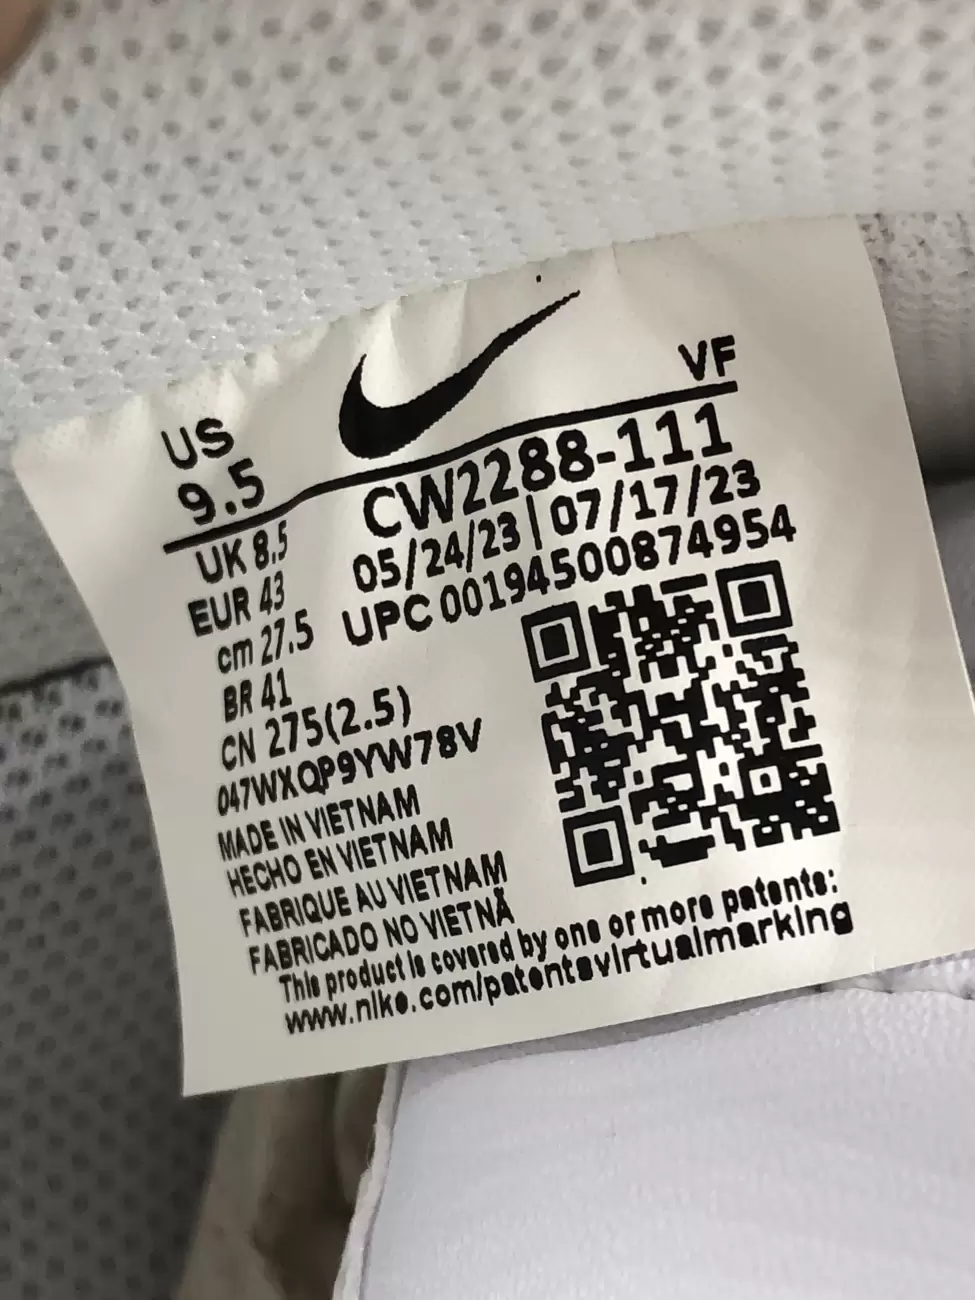 US
9.5
VF
CW2288-111
05/24/23 | 07/17/23
UPC 00194500874954
UK 8.5
EUR 43
cm 27.5
BR 41
CN 275(2.5)
047WXQP9YW78V
MADE IN VIETNAM
HECHO EN VIETNAM
FABRIQUE AU VIETNAM
FABRICADO NO VIETNÃ
This product is covered by one or more patents:
www.nike.com/patentsvirtualmarking